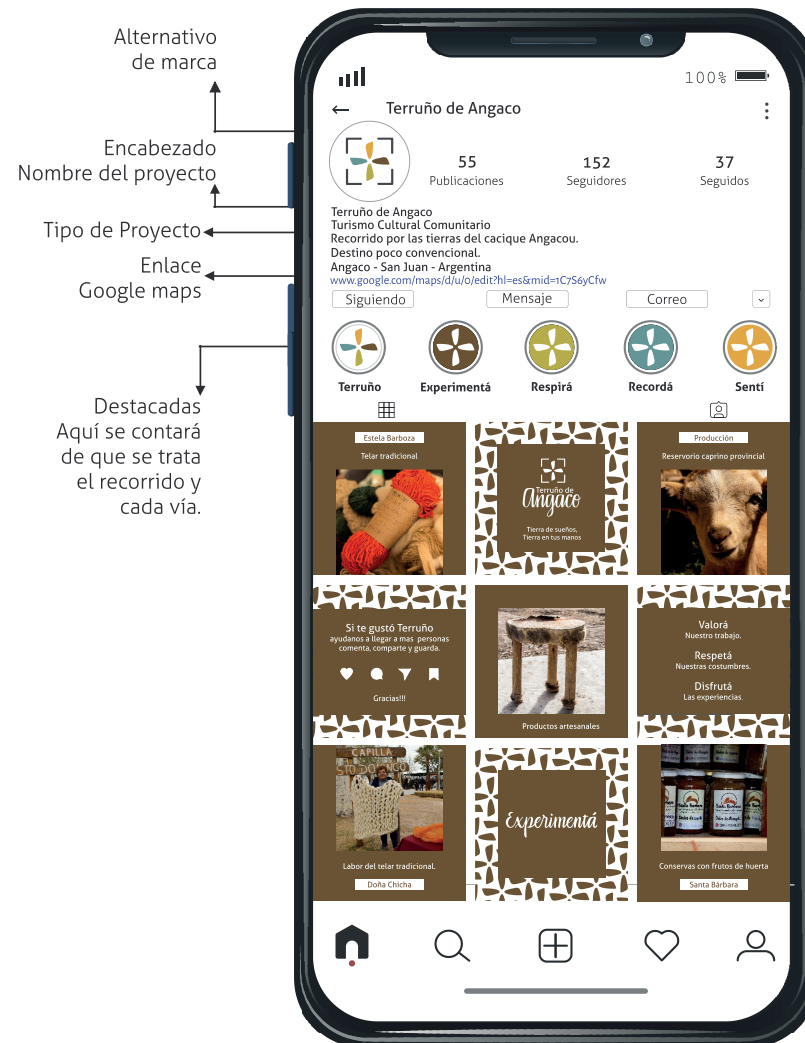 Alternativo
de marca
Encabezado
Nombre del proyecto
Tipo de Proyecto
Enlace
Google maps
Destacadas
Aquí se contará
de que se trata
el recorrido y
cada vía.
100%
Terruño de Angaco
55
Publicaciones
152
Seguidores
37
Seguidos
Terruño de Angaco
Turismo Cultural Comunitario
Recorrido por las tierras del cacique Angacou.
Destino poco convencional.
Angaco - San Juan - Argentina
www.google.com/maps/d/u/0/edit?hl=es&mid=1C7S6yCfw
Siguiendo
Mensaje
Correo
Terruño
Experimentá
Respirá
Recordá
Sentí
Estela Barboza
Telar tradicional
Terruño de
Angaco
Tierra de sueños,
Tierra en tus manos
Producción
Reservorio caprino provincial
Si te gustó Terruño
ayudanos a llegar a mas personas
comenta, comparte y guarda.
Gracias!!!
Productos artesanales
Valorá
Nuestro trabajo.
Respetá
Nuestras costumbres.
Disfrutá
Las experiencias.
CAPILLA
STO DOMINGO
Labor del telar tradicional.
Doña Chicha
Experimentá
Conservas con frutos de huerta
Santa Bárbara